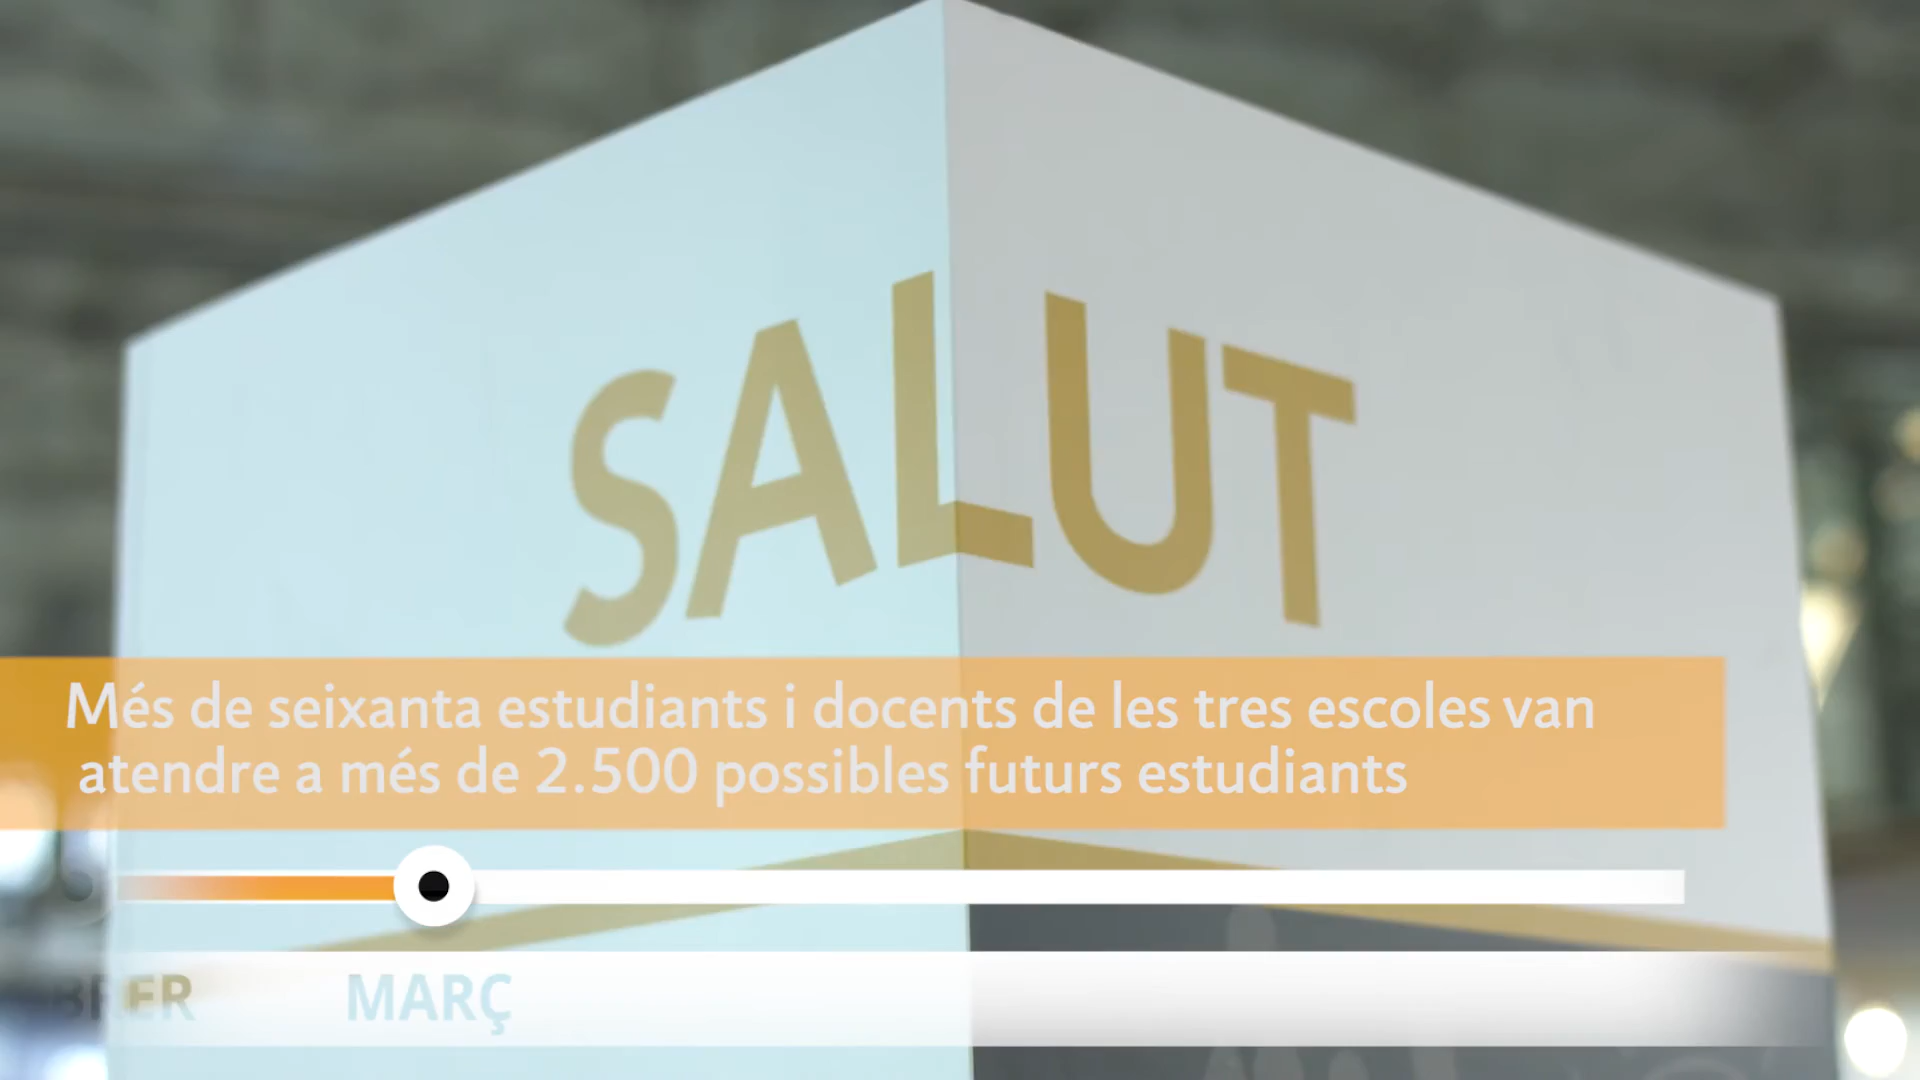 SALUT
Més de seixanta estudiants i docents de les tres escoles van
atendre a més de 2.500 possibles futurs estudiants
BRER MARÇ